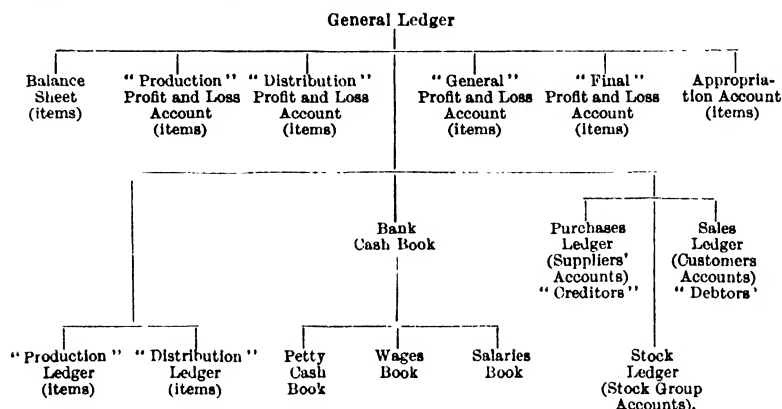 General Ledger
Balance
Sheet
(items)
“ Production ”
Profit and Loss
Account
(items)
“ Distribution ”
Profit and Loss
Account
(items)
“ General ”
Profit and Loss
Account
(items)
“ Final ”
Profit and Loss
Account
(items)
Appropria-
tion Account
(items)
Bank
Cash Book
Purchases
Ledger
(Suppliers’
Accounts)
“ Creditors ”
Sales
Ledger
(Customers
Accounts)
“ Debtors ’
“ Production ”
Ledger
(items)
“ Distribution ”
Ledger
(items)
Petty
Cash
Book
Wages
Book
Salaries
Book
Stock
Ledger
(Stock Group
Accounts).